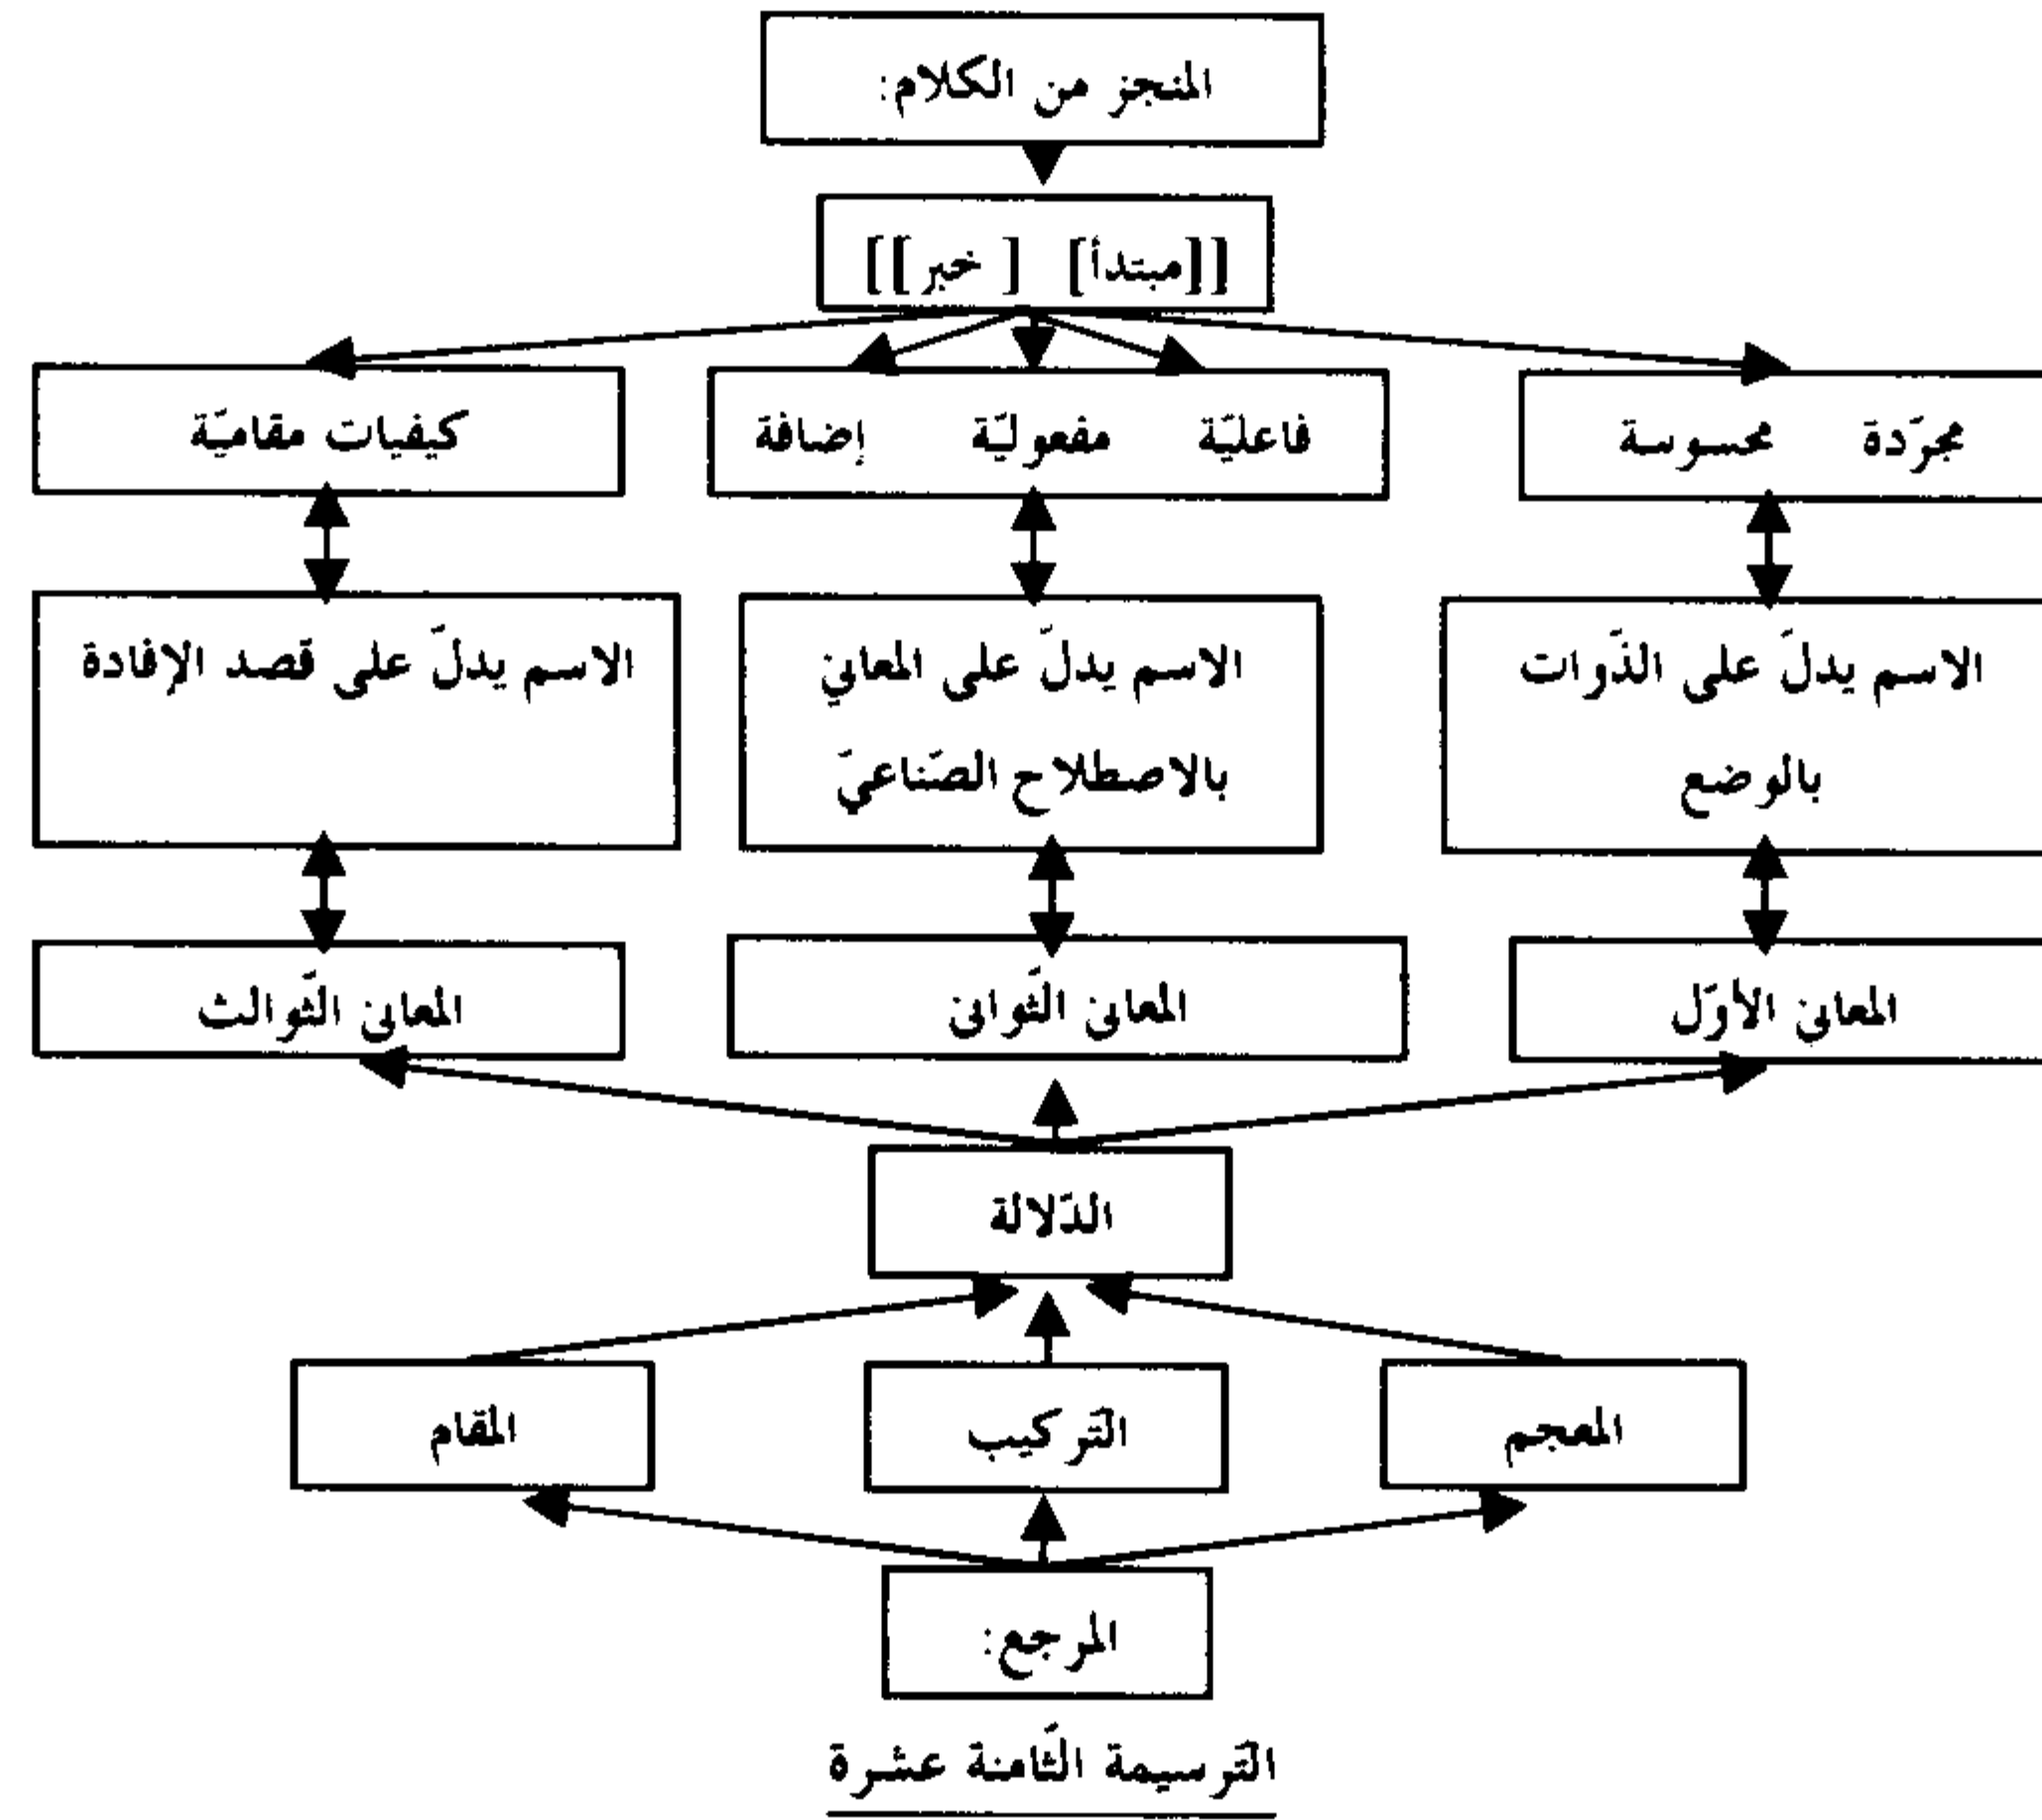 المنجز من الكلام:
[[مبتدأ] [ خبر ]]
مجرّدة محسوسة
فاعليّة مفعوليّة إضافة
كيفيات مقاميّة
الاسم يدلّ على الذّوات
بالوضع
الاسم يدلّ على المعاني
بالاصطلاح الصّناعيّ
الاسم يدلّ على قصد الإفادة
المعاني الأوّل
المعاني الثّواني
المعاني الثّوالث
الدّلالة
المعجم
التّركيب
المقام
المرجع:
التّرسيمة الثّامنة عشرة